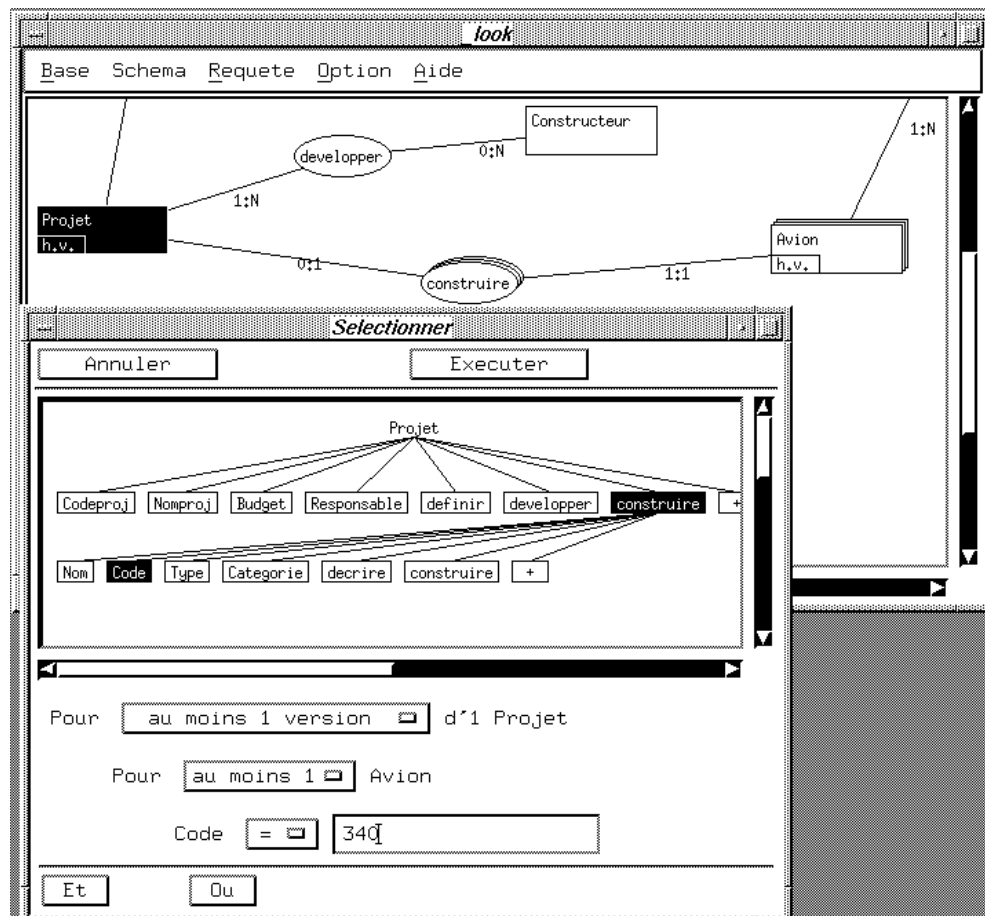 _look
Base Schema Requete Option Aide
Constructeur
1:N
developper
0:N
1:N
Projet
h.v.
Avion
h.v.
0:1
construire
1:1
Selectionner
Annuler Executer
Projet
Codeproj Nomproj Budget Responsable definir developper construire +
Nom Code Type Categorie decrire construire +
Pour au moins 1 version d'1 Projet
Pour au moins 1 Avion
Code = 340
Et Ou